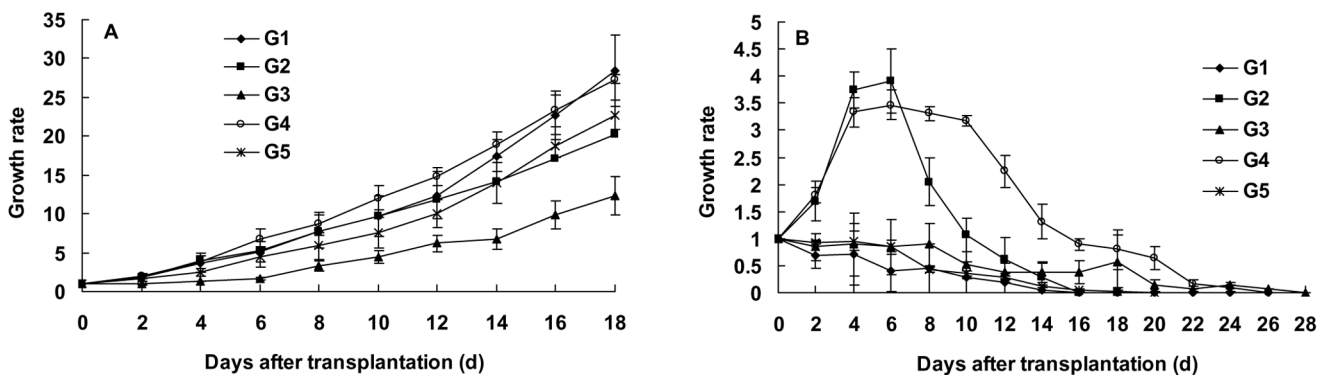 A
G1
G2
G3
G4
G5
Growth rate
35
30
25
20
15
10
5
0
0 2 4 6 8 10 12 14 16 18
Days after transplantation (d)
B
G1
G2
G3
G4
G5
Growth rate
5
4.5
4
3.5
3
2.5
2
1.5
1
0.5
0
0 2 4 6 8 10 12 14 16 18 20 22 24 26 28
Days after transplantation (d)